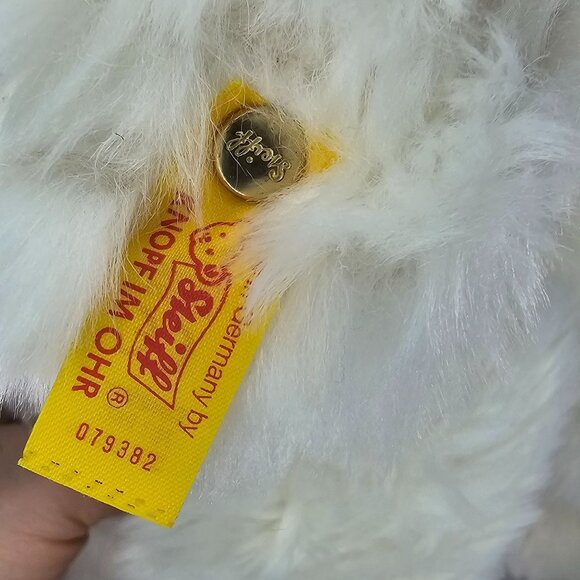 Steiff
KNOPF IM OHR ®
Steiff
Germany by
079382